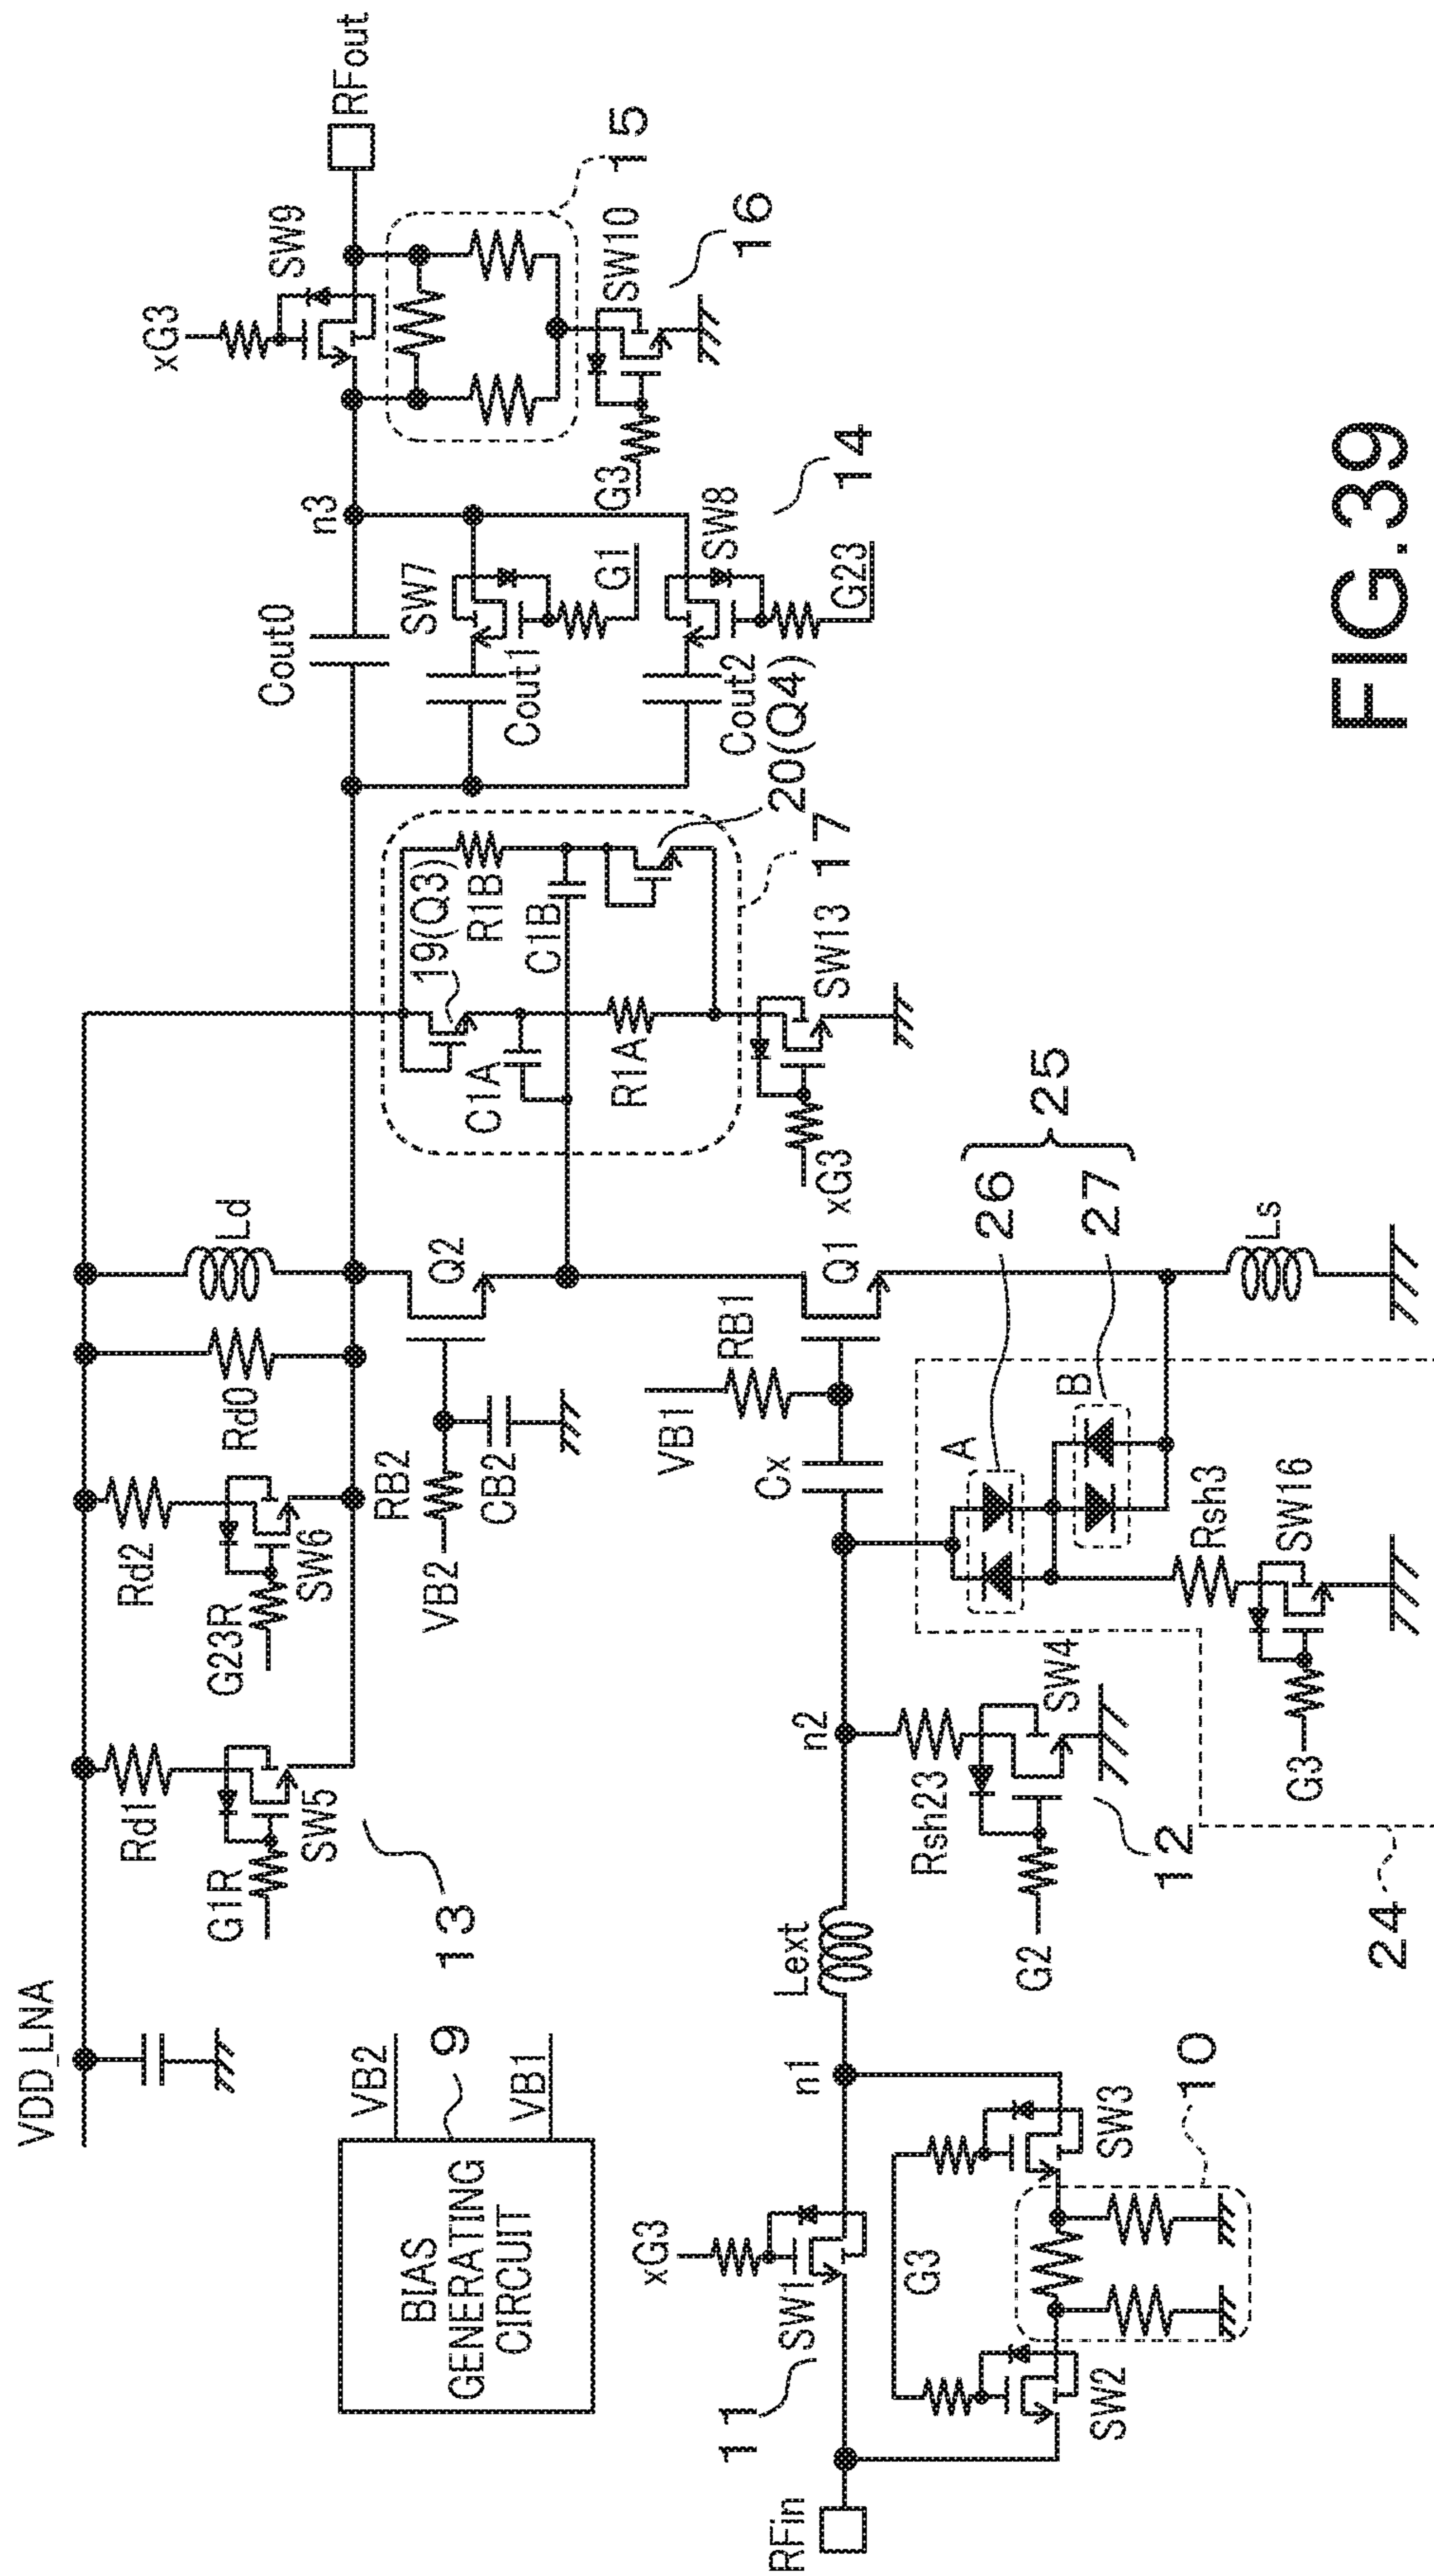 VDD_LNA
Rd1
G1R
SW5
13
Rd2
G23R
SW6
Rd0
Ld
BIAS
GENERATING
CIRCUIT
VB2
9
VB1
VB2
RB2
CB2
Q2
19(Q3)
R1B
C1A
C1B
R1A
20(Q4)
17
xG3
SW13
Cout0
n3
SW7
Cout1
G1
SW8
Cout2
G23
14
xG3
SW9
RFout
15
G3
SW10
16
RFin
11
xG3
SW1
n1
G3
SW2
SW3
10
Lext
n2
Rsh23
G2
SW4
12
Cx
VB1
RB1
Q1
A
B
26
27
25
Rsh3
G3
SW16
24
Ls
FIG.39